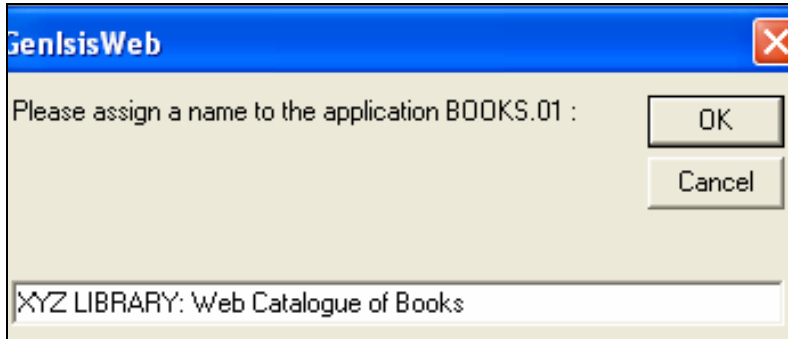 GenIsisWeb
Please assign a name to the application BOOKS.01 :
OK
Cancel
XYZ LIBRARY: Web Catalogue of Books